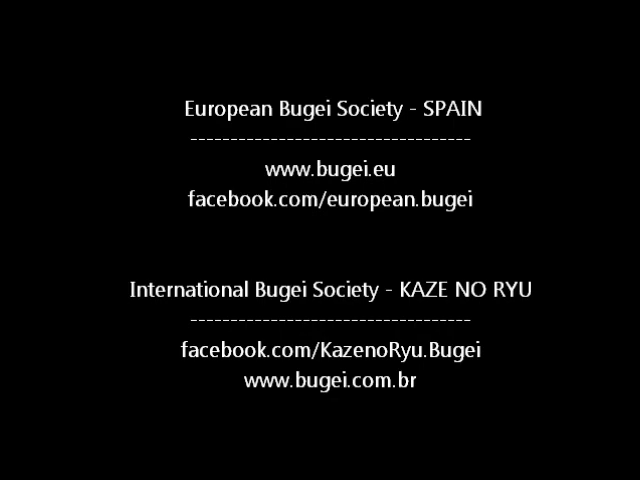 European Bugei Society - SPAIN
-----------------------------------
www.bugei.eu
facebook.com/european.bugei
International Bugei Society - KAZE NO RYU
-----------------------------------
facebook.com/KazenoRyu.Bugei
www.bugei.com.br